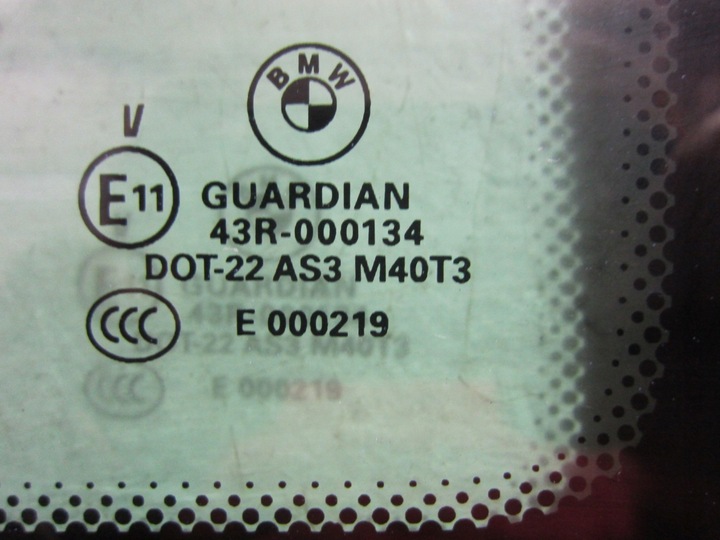 BMW
V
E11 GUARDIAN
43R-000134
DOT-22 AS3 M40T3
CCC E 000219